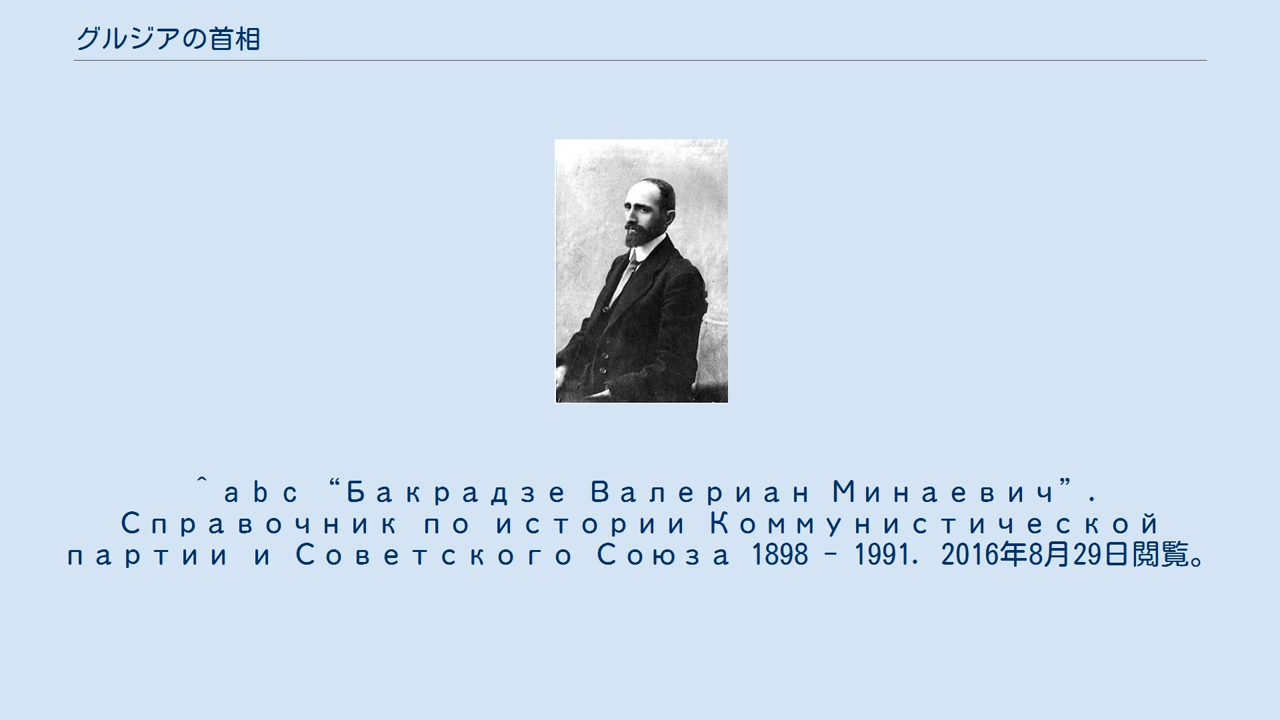 グルジアの首相
^ a b c “Бакрадзе Валериан Минаевич”.
Справочник по истории Коммунистической
партии и Советского Союза 1898 - 1991. 2016年8月29日閲覧。